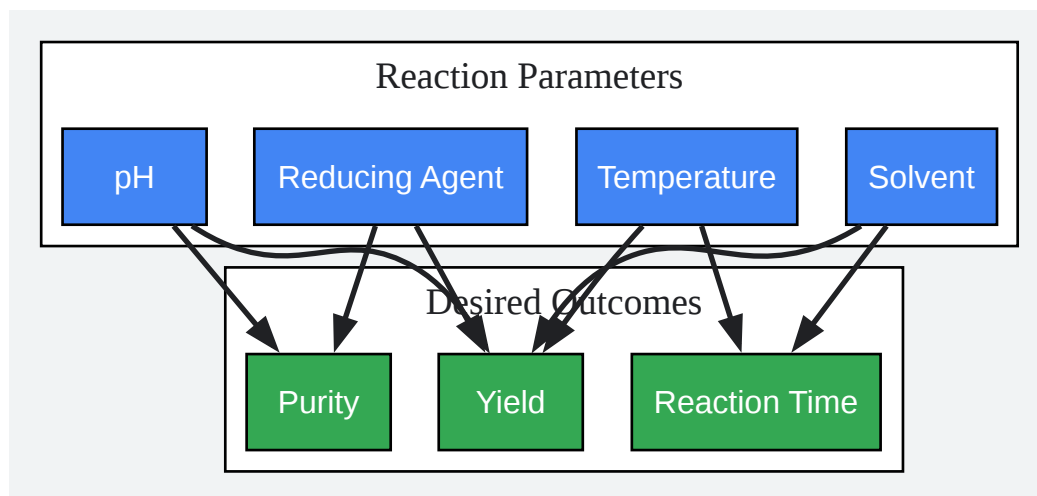 Reaction Parameters
pH
Reducing Agent
Temperature
Solvent
Desired Outcomes
Purity
Yield
Reaction Time